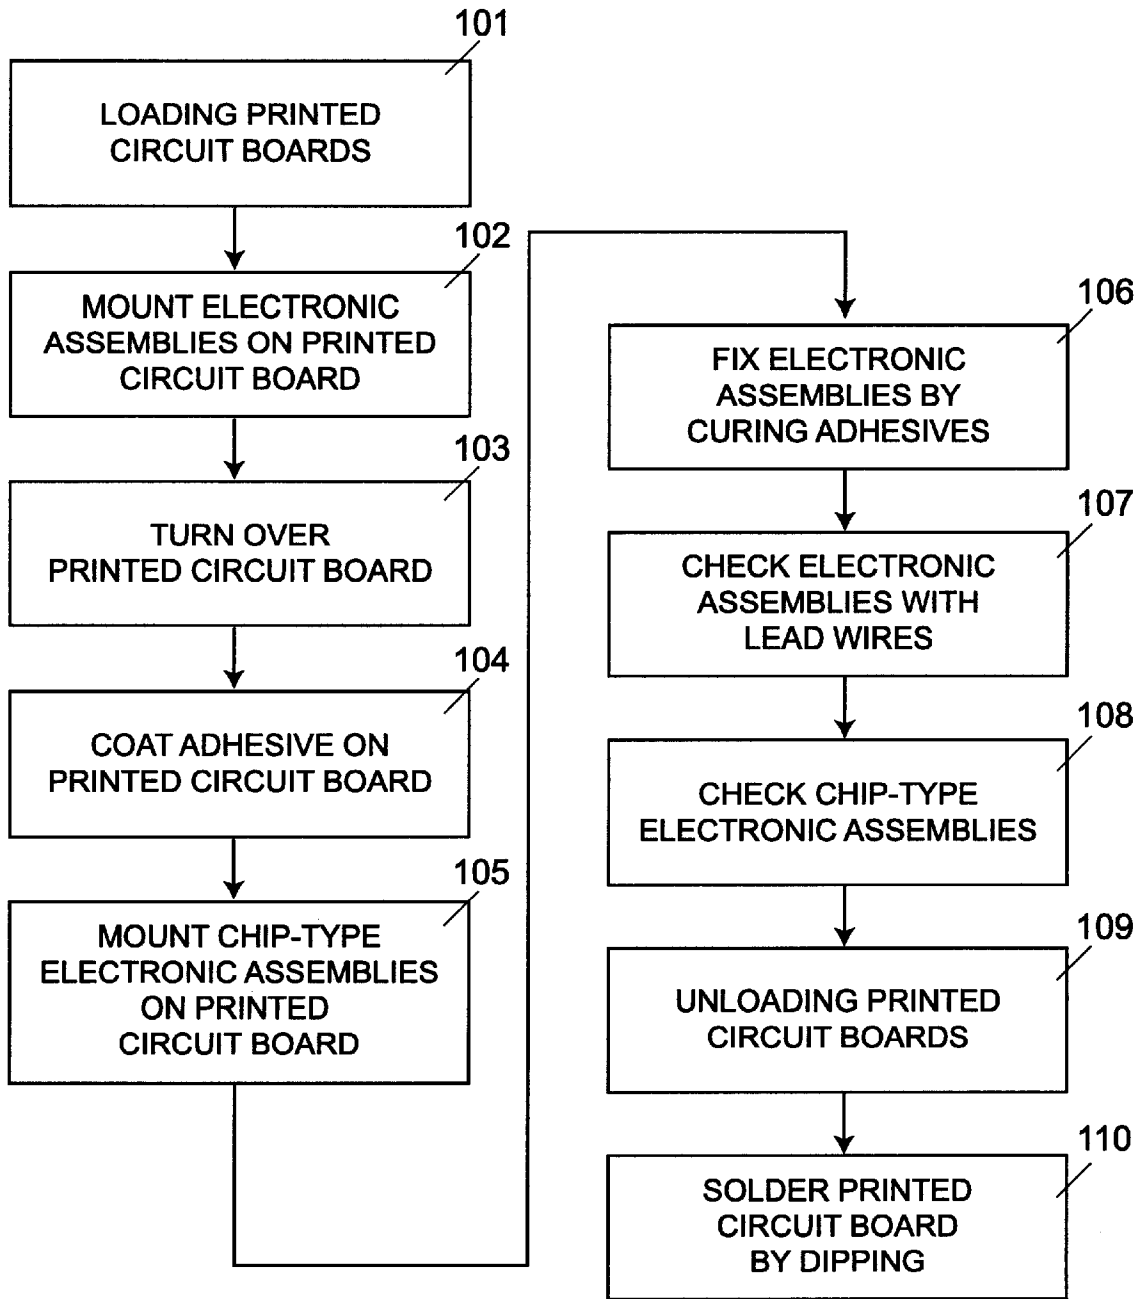 101
LOADING PRINTED
CIRCUIT BOARDS
102
MOUNT ELECTRONIC
ASSEMBLIES ON PRINTED
CIRCUIT BOARD
103
TURN OVER
PRINTED CIRCUIT BOARD
104
COAT ADHESIVE ON
PRINTED CIRCUIT BOARD
105
MOUNT CHIP-TYPE
ELECTRONIC ASSEMBLIES
ON PRINTED
CIRCUIT BOARD
106
FIX ELECTRONIC
ASSEMBLIES BY
CURING ADHESIVES
107
CHECK ELECTRONIC
ASSEMBLIES WITH
LEAD WIRES
108
CHECK CHIP-TYPE
ELECTRONIC ASSEMBLIES
109
UNLOADING PRINTED
CIRCUIT BOARDS
110
SOLDER PRINTED
CIRCUIT BOARD
BY DIPPING